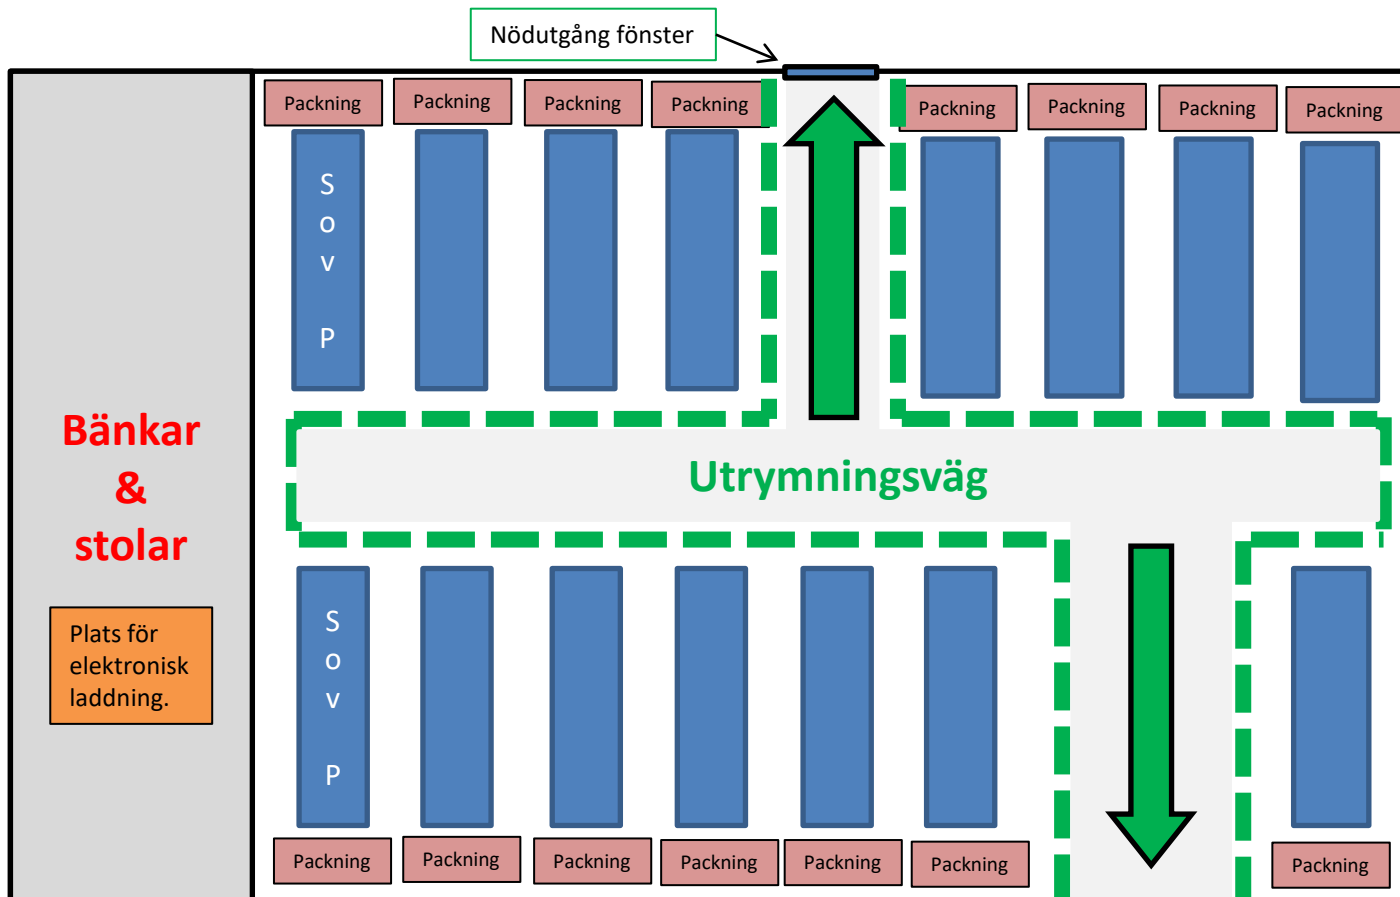 Nödutgång fönster
Packning
Packning
Packning
Packning
Packning
Packning
Packning
Packning
S
o
v
P
Bänkar
&
stolar
Utrymningsväg
Plats för
elektronisk
laddning.
S
o
v
P
Packning
Packning
Packning
Packning
Packning
Packning
Packning